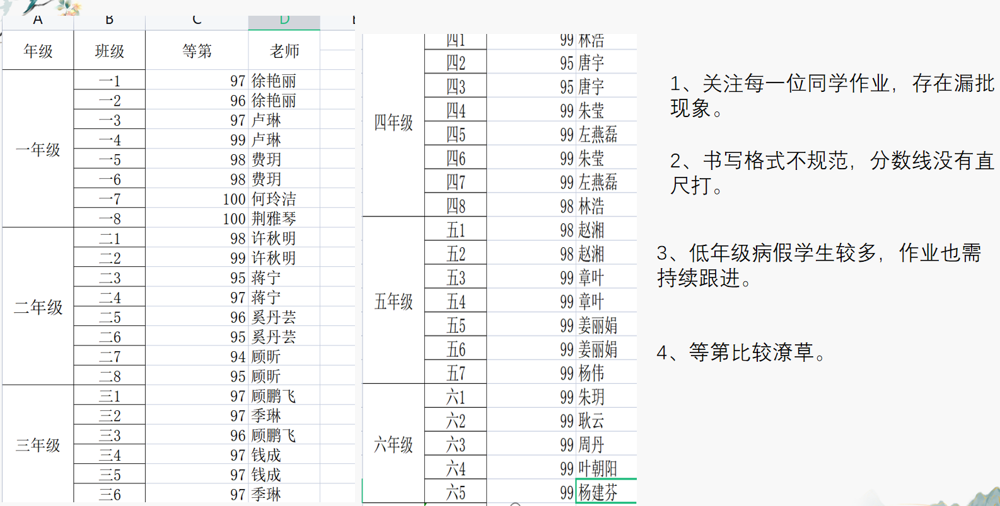 A B C D
年级 班级 等第 老师
一年级
一1 97 徐艳丽
一2 96 徐艳丽
一3 97 卢琳
一4 99 卢琳
一5 98 费玥
一6 98 费玥
一7 100 何玲洁
一8 100 荆雅琴
二年级
二1 98 许秋明
二2 99 许秋明
二3 95 蒋宁
二4 97 蒋宁
二5 96 奚丹芸
二6 95 奚丹芸
二7 94 顾昕
二8 95 顾昕
三年级
三1 97 顾鹏飞
三2 97 季琳
三3 96 顾鹏飞
三4 97 钱成
三5 97 钱成
三6 97 季琳
四年级
四1 99 林浩
四2 95 唐宇
四3 95 唐宇
四4 99 朱莹
四5 99 左燕磊
四6 99 朱莹
四7 99 左燕磊
四8 98 林浩
五年级
五1 98 赵湘
五2 98 赵湘
五3 99 章叶
五4 99 章叶
五5 99 姜丽娟
五6 99 姜丽娟
五7 99 杨伟
六年级
六1 99 朱玥
六2 99 耿云
六3 99 周丹
六4 99 叶朝阳
六5 99 杨建芬
1、关注每一位同学作业，存在漏批
现象。
2、书写格式不规范，分数线没有直
尺打。
3、低年级病假学生较多，作业也需
持续跟进。
4、等第比较潦草。